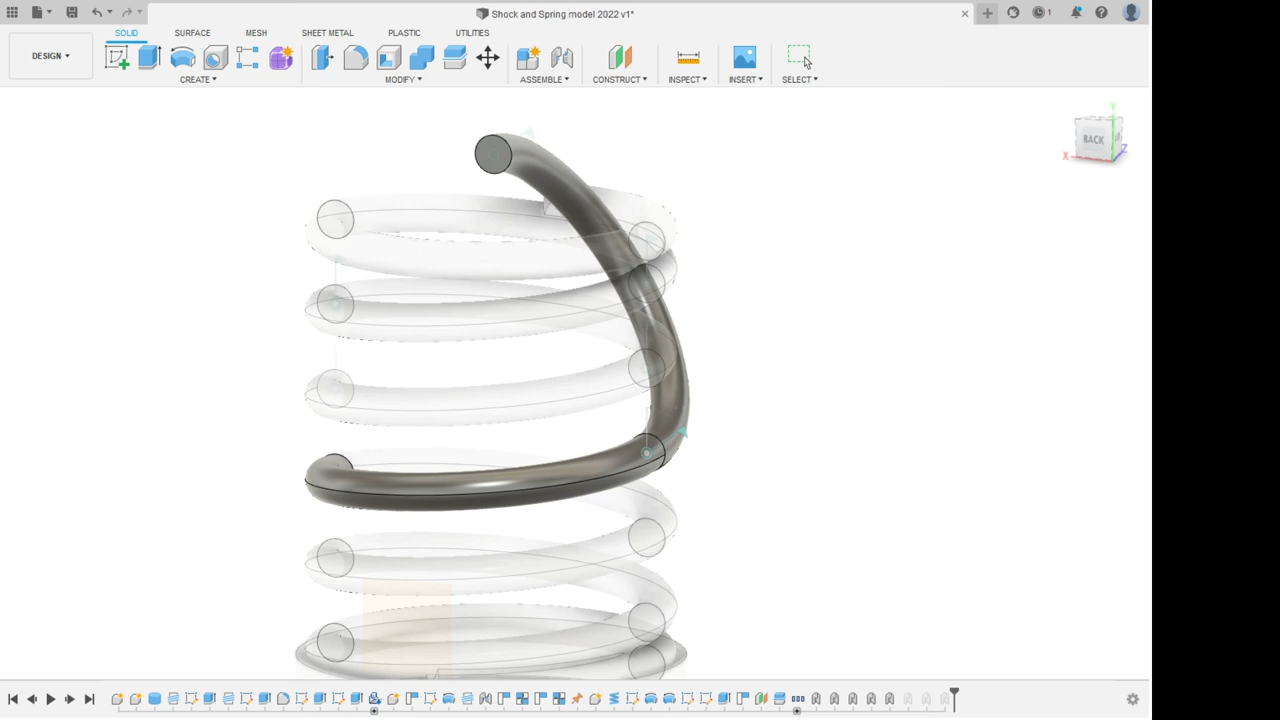 Shock and Spring model 2022 v1*
1
SOLID SURFACE MESH SHEET METAL PLASTIC UTILITIES
DESIGN
CREATE MODIFY ASSEMBLE CONSTRUCT INSPECT INSERT SELECT
Y
BACK
X Z